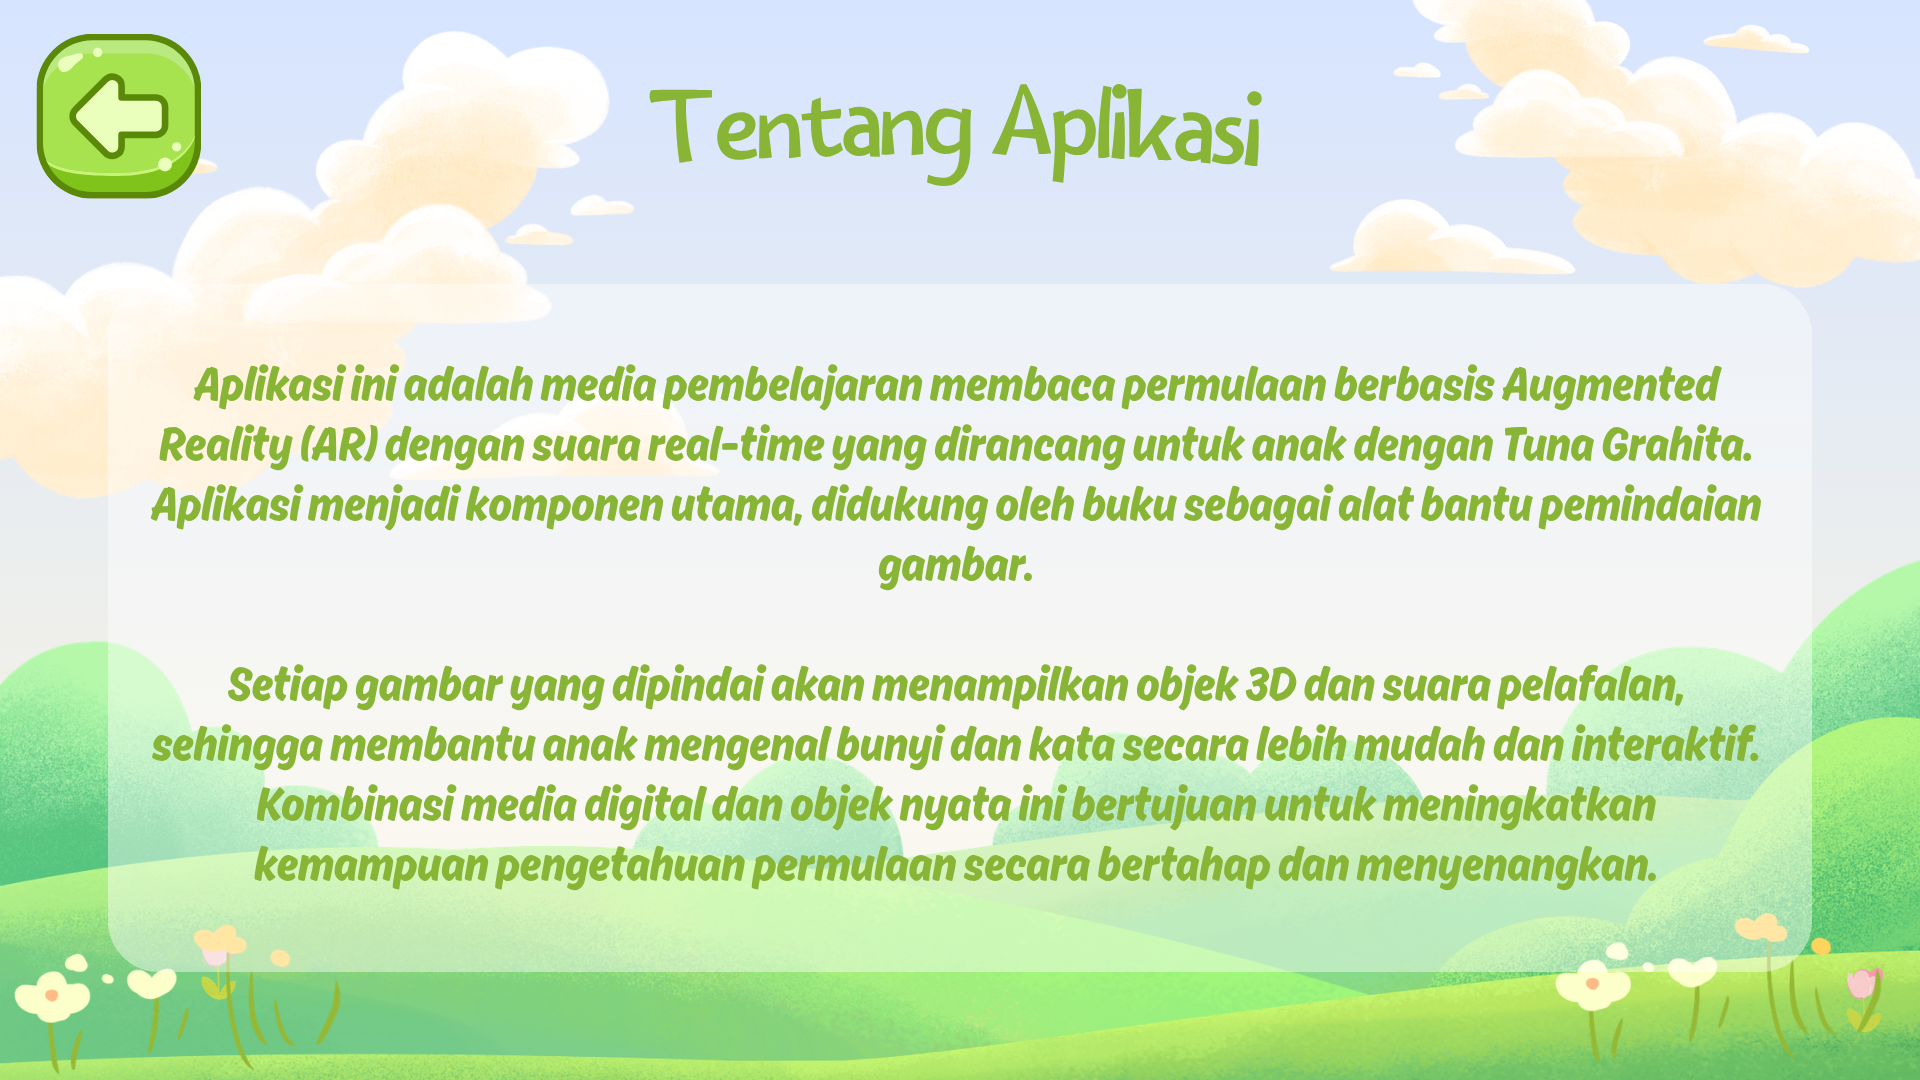 Tentang Aplikasi
Aplikasi ini adalah media pembelajaran membaca permulaan berbasis Augmented
Reality (AR) dengan suara real-time yang dirancang untuk anak dengan Tuna Grahita.
Aplikasi menjadi komponen utama, didukung oleh buku sebagai alat bantu pemindaian
gambar.
Setiap gambar yang dipindai akan menampilkan objek 3D dan suara pelafalan,
sehingga membantu anak mengenal bunyi dan kata secara lebih mudah dan interaktif.
Kombinasi media digital dan objek nyata ini bertujuan untuk meningkatkan
kemampuan pengetahuan permulaan secara bertahap dan menyenangkan.